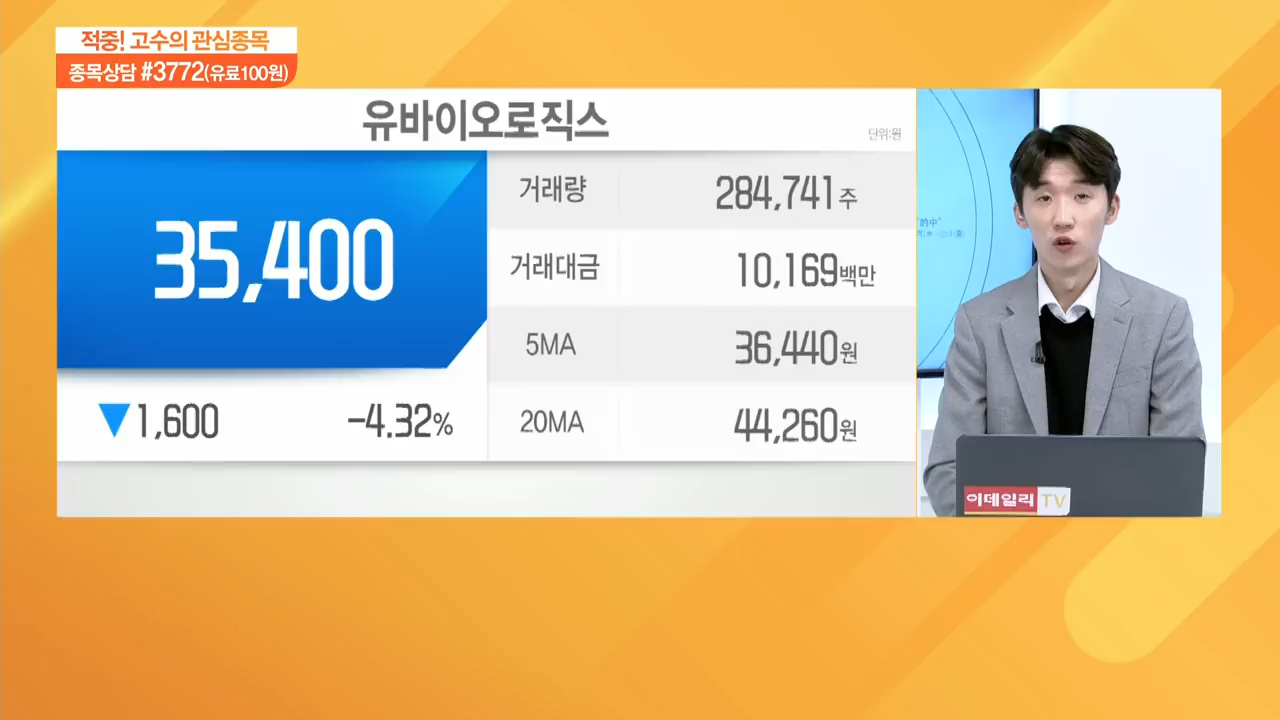 적중! 고수의 관심종목
종목상담 #3772(유료100원)
유바이오로직스
단위:원
35,400
▼1,600 -4.32%
거래량 284,741주
거래대금 10,169백만
5MA 36,440원
20MA 44,260원
"的中"
이데일리 TV